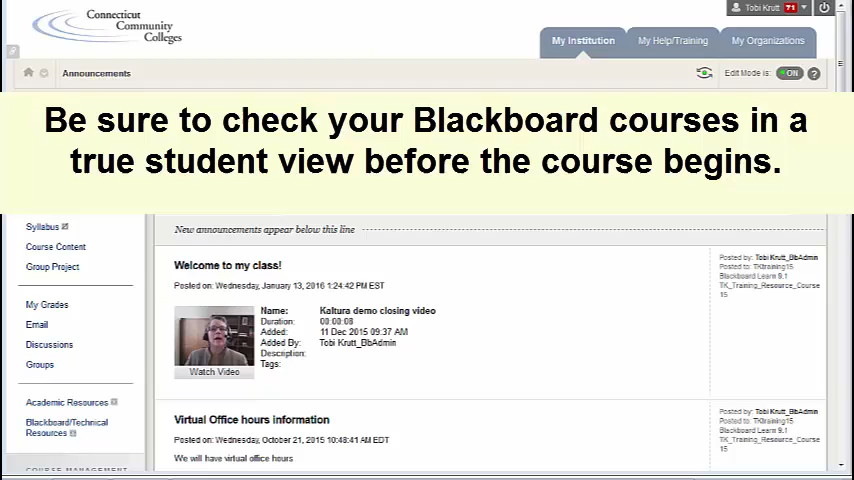 Connecticut
Community
Colleges
Tobi Krutt 71
My Institution
My Help/Training
My Organizations
Announcements
Edit Mode is: ON ?
Be sure to check your Blackboard courses in a
true student view before the course begins.
Syllabus
Course Content
Group Project
My Grades
Email
Discussions
Groups
Academic Resources
Blackboard/Technical
Resources
COURSE MANAGEMENT
New announcements appear below this line
Welcome to my class!
Posted on: Wednesday, January 13, 2016 1:24:42 PM EST
Watch Video
Name: Kaltura demo closing video
Duration: 00:00:08
Added: 11 Dec 2015 09:37 AM
Added By: Tobi Krutt_BbAdmin
Description:
Tags:
Posted by: Tobi Krutt_BbAdmin
Posted to: TKtraining15
Blackboard Learn 9.1
TK_Training_Resource_Course
15
Virtual Office hours information
Posted on: Wednesday, October 21, 2015 10:48:41 AM EDT
We will have virtual office hours
Posted by: Tobi Krutt_BbAdmin
Posted to: TKtraining15
Blackboard Learn 9.1
TK_Training_Resource_Course
15